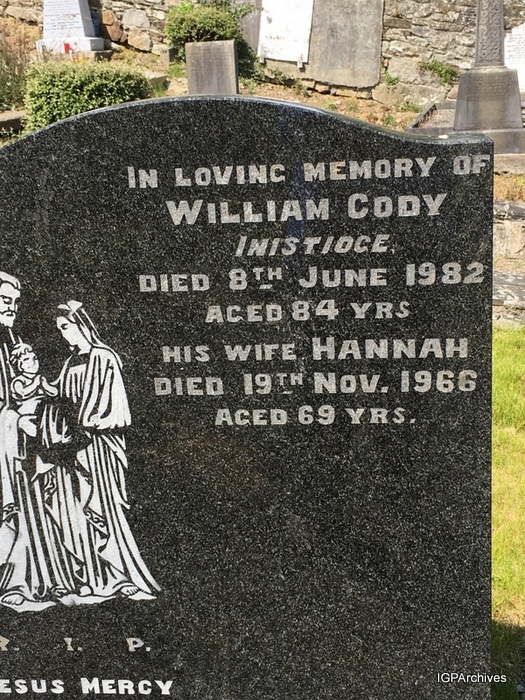 In Loving Memory Of
William Cody
Inistioge,
Died 8th June 1982
Aged 84 Yrs
His Wife Hannah
Died 19th Nov. 1966
Aged 69 Yrs.
I. P.
Mercy
IGPArchives